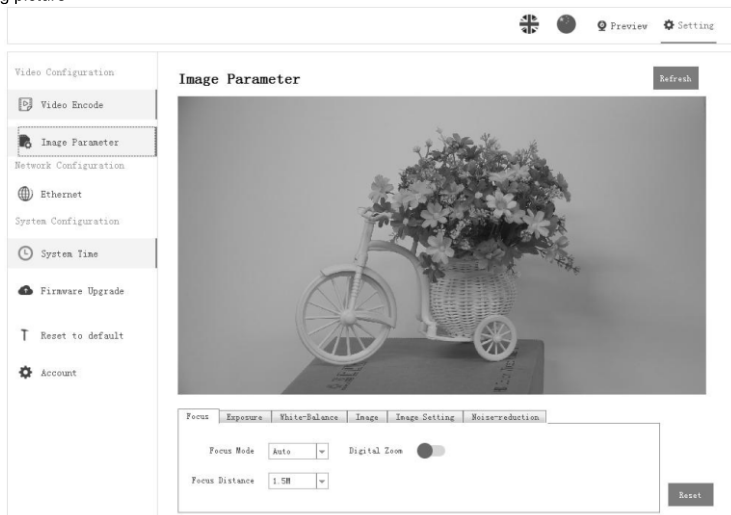 g picture
Preview
Setting
Video Configuration
Image Parameter
Refresh
Video Encode
Image Parameter
Network Configuration
Ethernet
System Configuration
System Time
Firmware Upgrade
Reset to default
Account
Focus Exposure White-Balance Image Image Setting Noise-reduction
Focus Mode Auto Digital Zoom
Focus Distance 1.5M
Reset